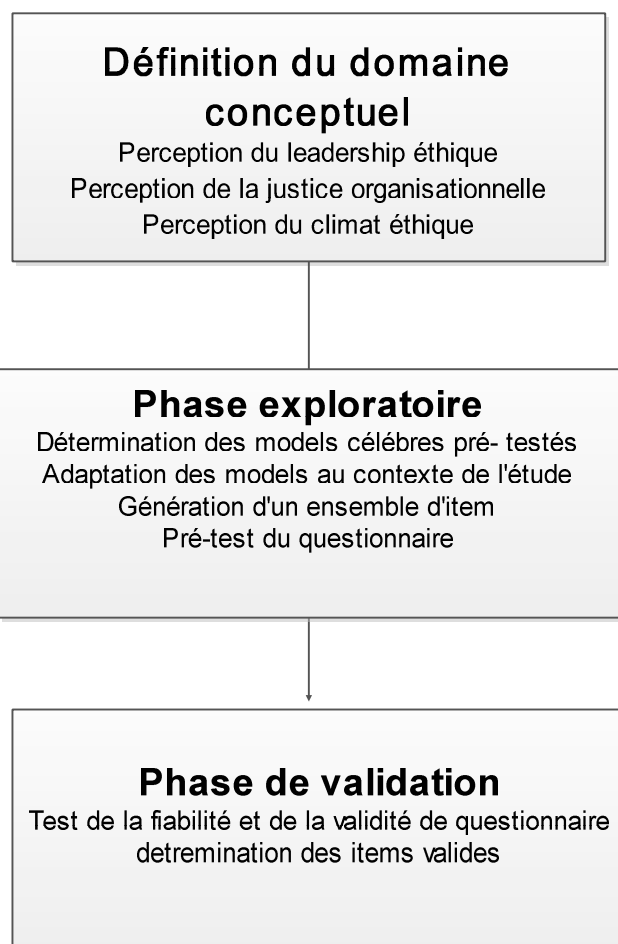 Définition du domaine
conceptuel
Perception du leadership éthique
Perception de la justice organisationnelle
Perception du climat éthique
Phase exploratoire
Détermination des models célébres pré- testés
Adaptation des models au contexte de l'étude
Génération d'un ensemble d'item
Pré-test du questionnaire
Phase de validation
Test de la fiabilité et de la validité de questionnaire
detremination des items valides